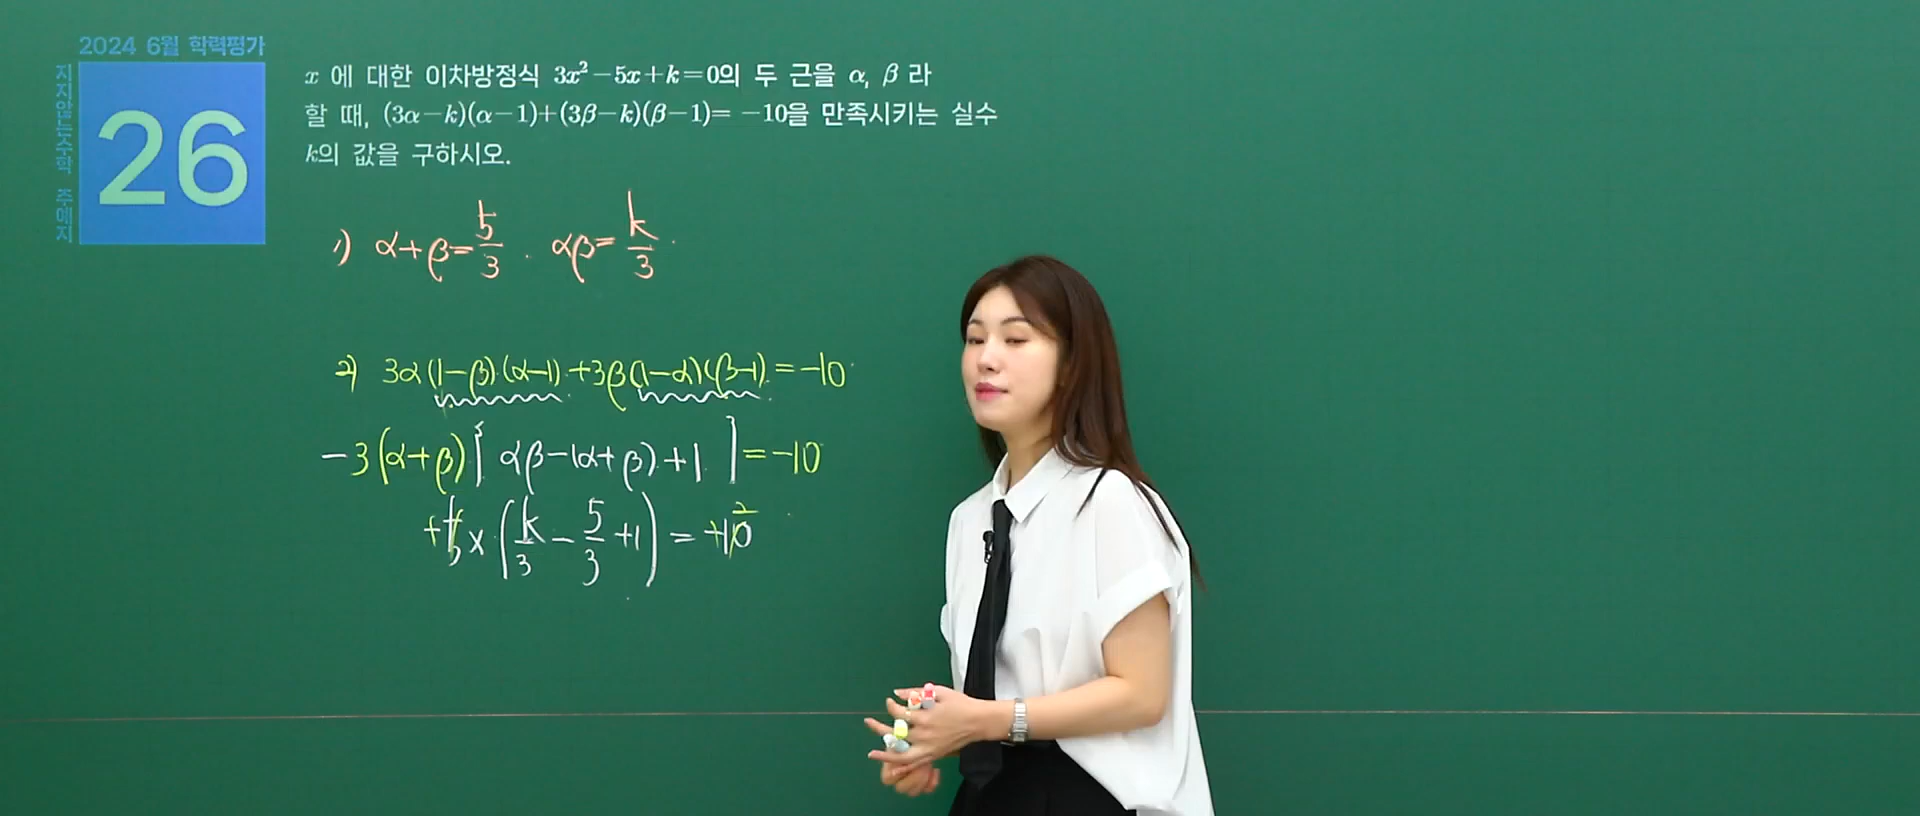 2024 6월 학력평가
지지않는수학 주예지
26
x 에 대한 이차방정식 3x²−5x+k=0의 두 근을 α, β 라
할 때, (3α−k)(α−1)+(3β−k)(β−1)= −10을 만족시키는 실수
k의 값을 구하시오.
1) α+β=5/3 . αβ=k/3 .
2) 3α(1−β)(α−1)+3β(1−α)(β−1)=−10
−3(α+β)[αβ−(α+β)+1]=−10
+5×(k/3−5/3+1)=+10 2